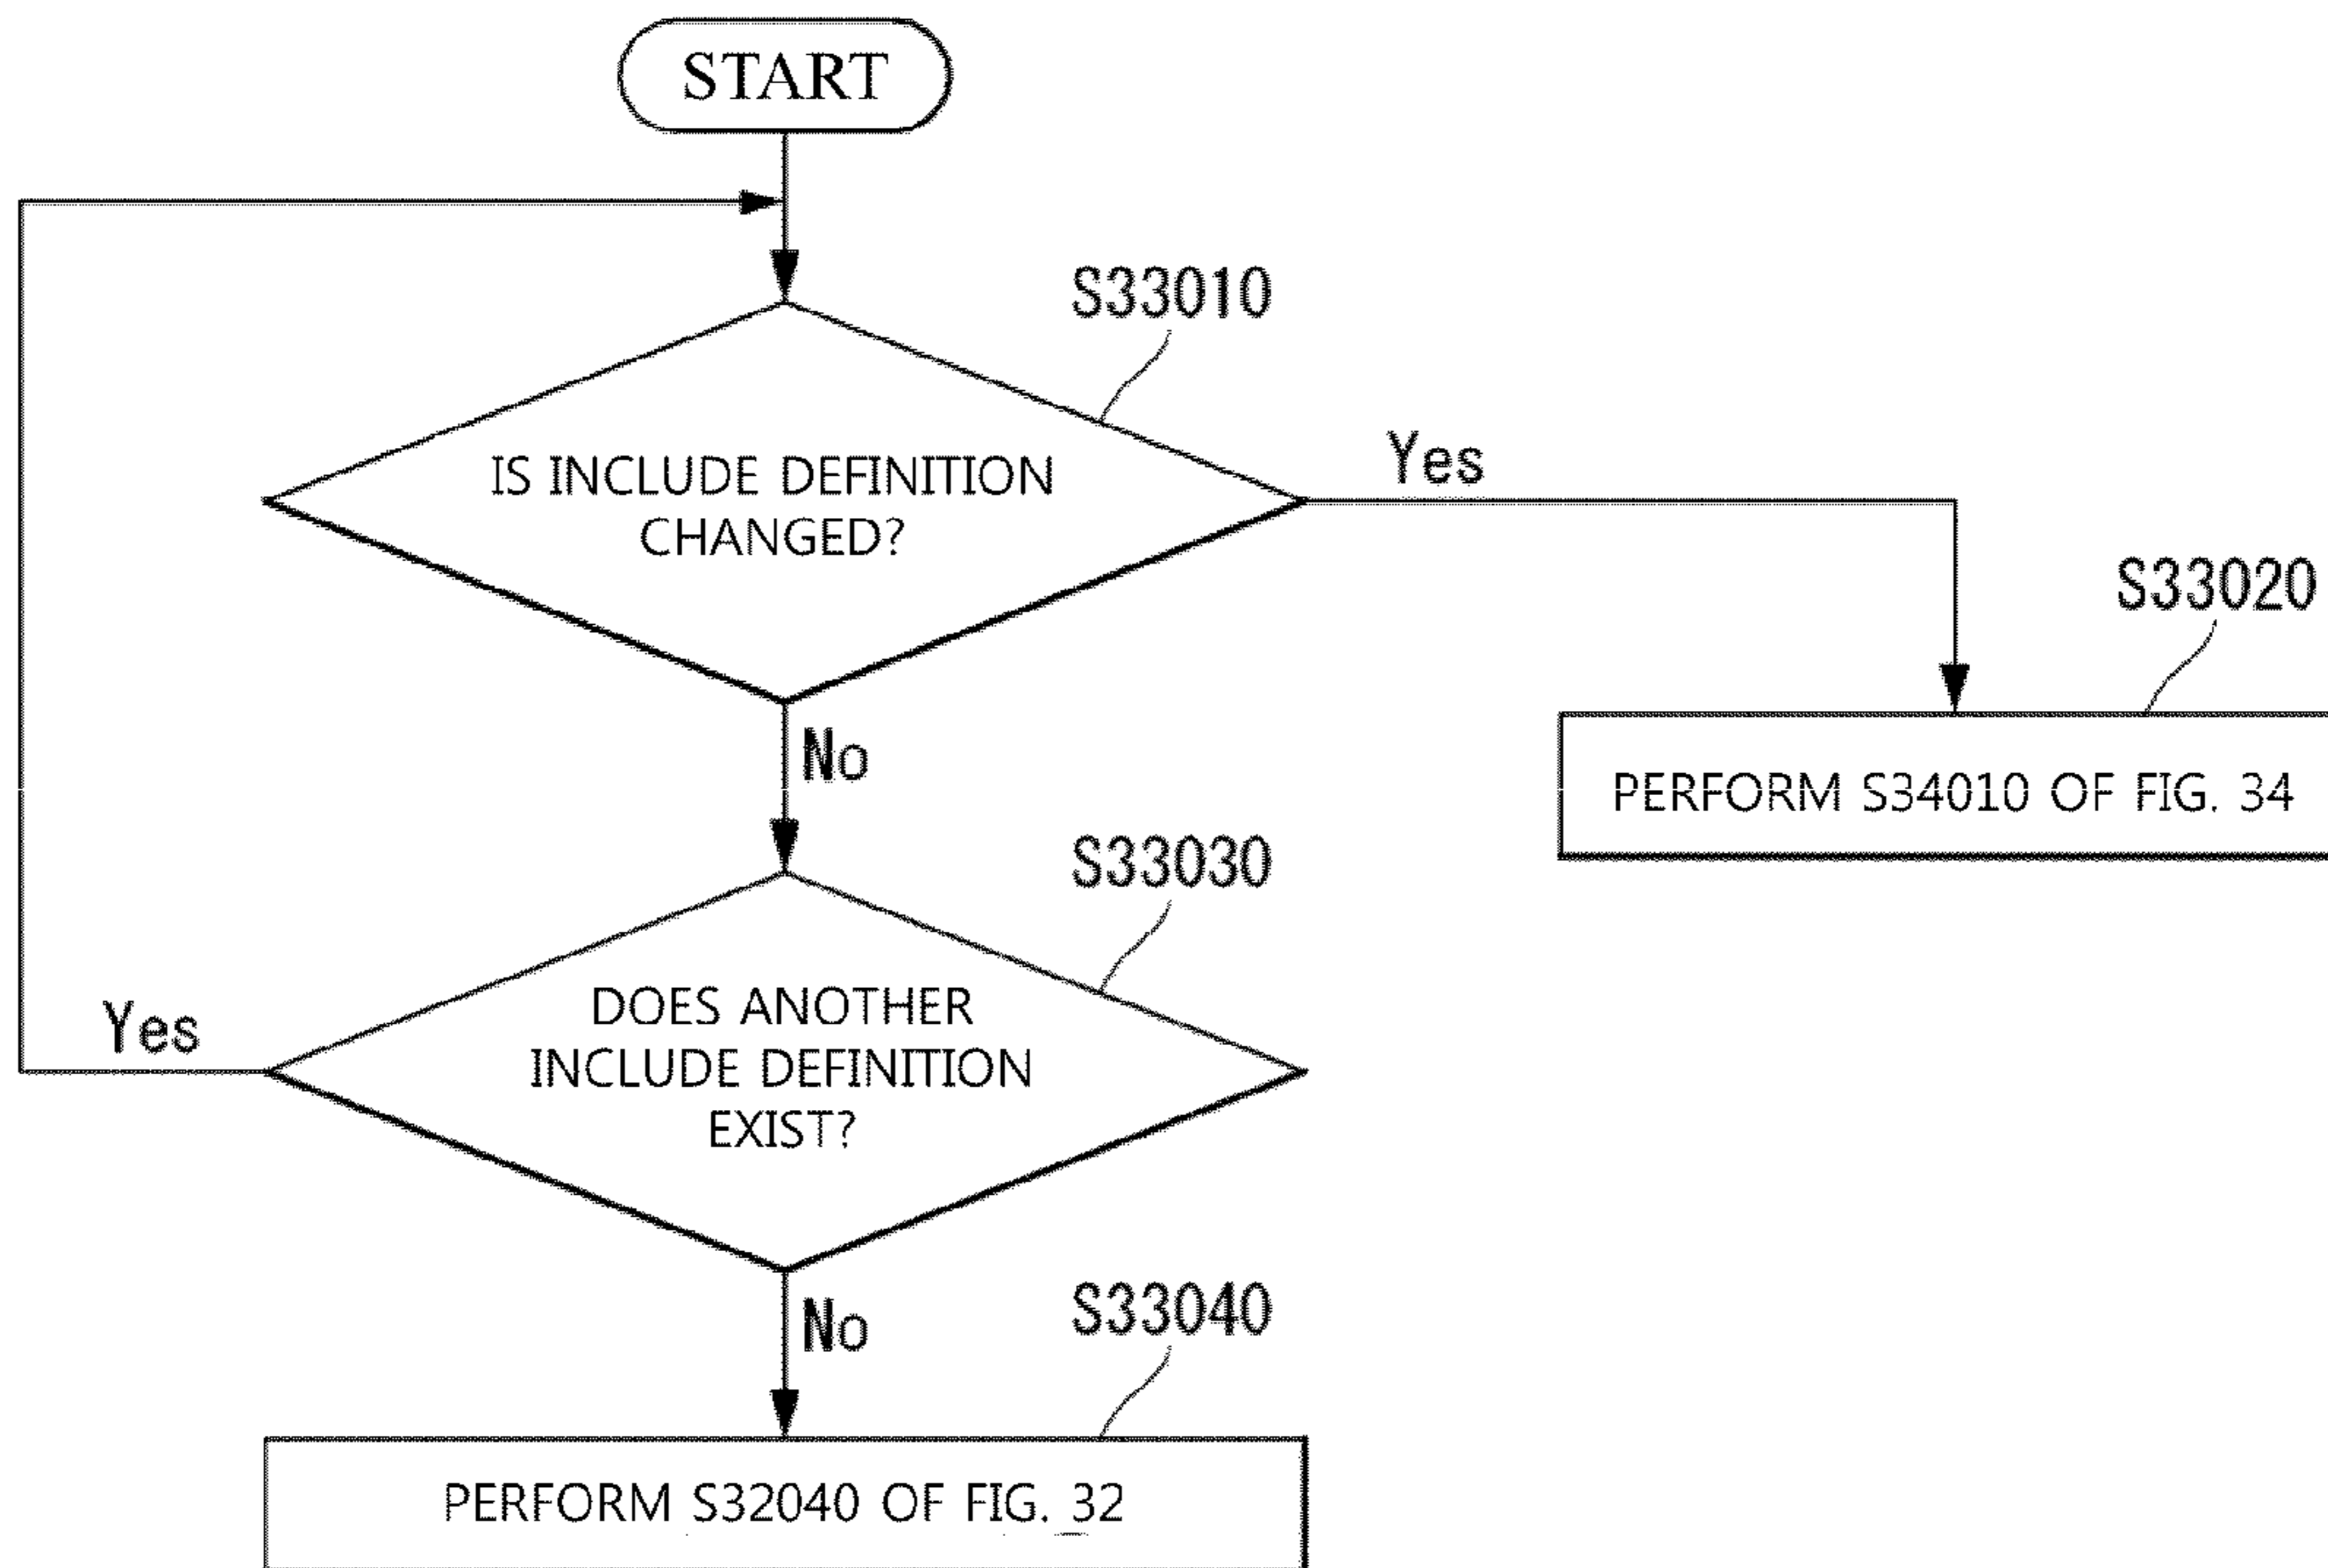 START
S33010
IS INCLUDE DEFINITION
CHANGED?
Yes
S33020
PERFORM S34010 OF FIG. 34
No
S33030
DOES ANOTHER
INCLUDE DEFINITION
EXIST?
Yes
No
S33040
PERFORM S32040 OF FIG. 32